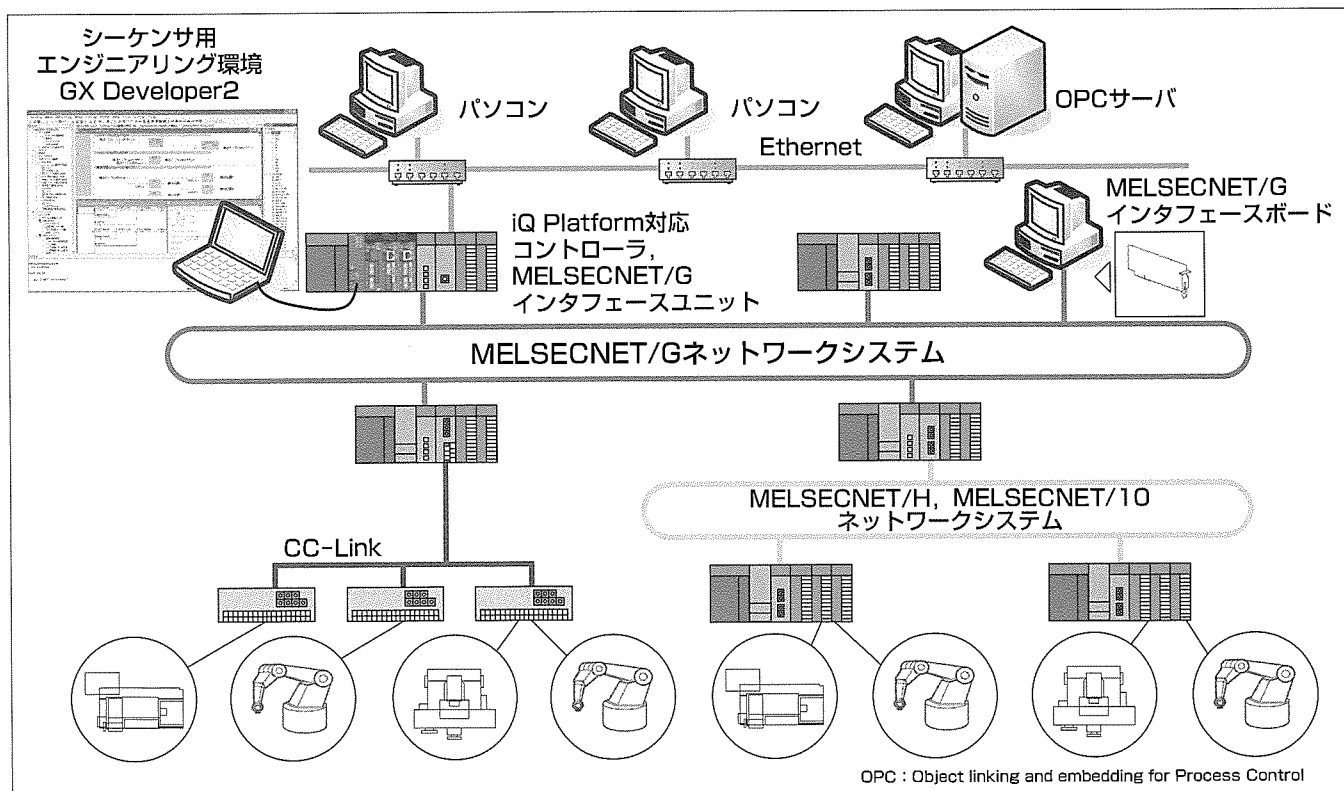 シーケンサ用
エンジニアリング環境
GX Developer2
パソコン
パソコン
OPCサーバ
Ethernet
MELSECNET/G
インタフェースボード
iQ Platform対応
コントローラ,
MELSECNET/G
インタフェースユニット
MELSECNET/Gネットワークシステム
MELSECNET/H, MELSECNET/10
ネットワークシステム
CC-Link
OPC：Object linking and embedding for Process Control